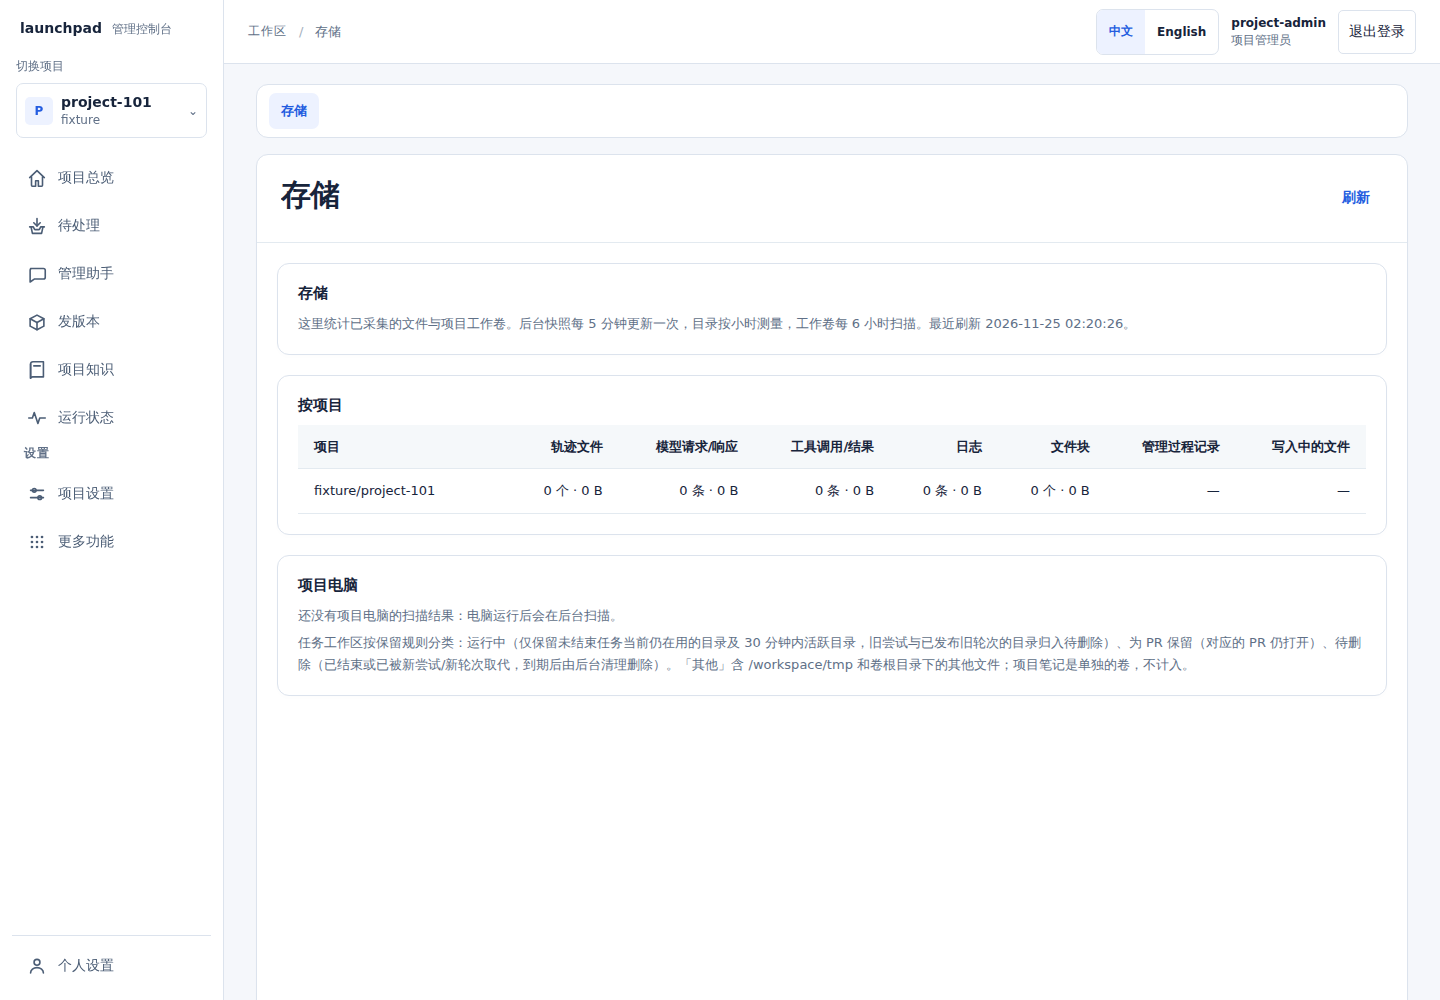 launchpad 管理控制台
切换项目
P project-101
fixture
项目总览
待处理
管理助手
发版本
项目知识
运行状态
设置
项目设置
更多功能
个人设置
工作区 / 存储
中文 English
project-admin
项目管理员
退出登录
存储
存储
刷新
存储
这里统计已采集的文件与项目工作卷。后台快照每 5 分钟更新一次，目录按小时测量，工作卷每 6 小时扫描。最近刷新 2026-11-25 02:20:26。
按项目
项目 轨迹文件 模型请求/响应 工具调用/结果 日志 文件块 管理过程记录 写入中的文件
fixture/project-101 0 个 · 0 B 0 条 · 0 B 0 条 · 0 B 0 条 · 0 B 0 个 · 0 B — —
项目电脑
还没有项目电脑的扫描结果：电脑运行后会在后台扫描。
任务工作区按保留规则分类：运行中（仅保留未结束任务当前仍在用的目录及 30 分钟内活跃目录，旧尝试与已发布旧轮次的目录归入待删除）、为 PR 保留（对应的 PR 仍打开）、待删
除（已结束或已被新尝试/新轮次取代，到期后由后台清理删除）。「其他」含 /workspace/tmp 和卷根目录下的其他文件；项目笔记是单独的卷，不计入。